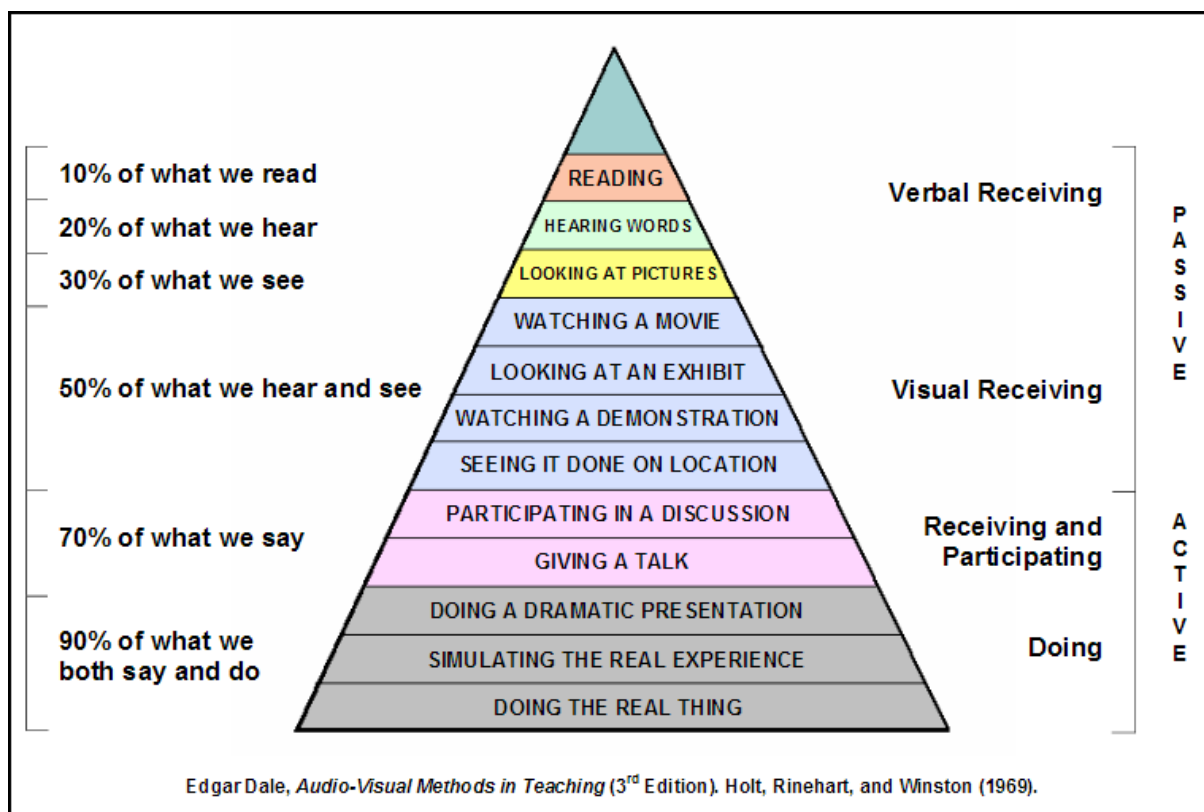 10% of what we read
20% of what we hear
30% of what we see
50% of what we hear and see
70% of what we say
90% of what we
both say and do
READING
HEARING WORDS
LOOKING AT PICTURES
WATCHING A MOVIE
LOOKING AT AN EXHIBIT
WATCHING A DEMONSTRATION
SEEING IT DONE ON LOCATION
PARTICIPATING IN A DISCUSSION
GIVING A TALK
DOING A DRAMATIC PRESENTATION
SIMULATING THE REAL EXPERIENCE
DOING THE REAL THING
Verbal Receiving
Visual Receiving
Receiving and
Participating
Doing
PASSIVE
ACTIVE
Edgar Dale, Audio-Visual Methods in Teaching (3rd Edition). Holt, Rinehart, and Winston (1969).